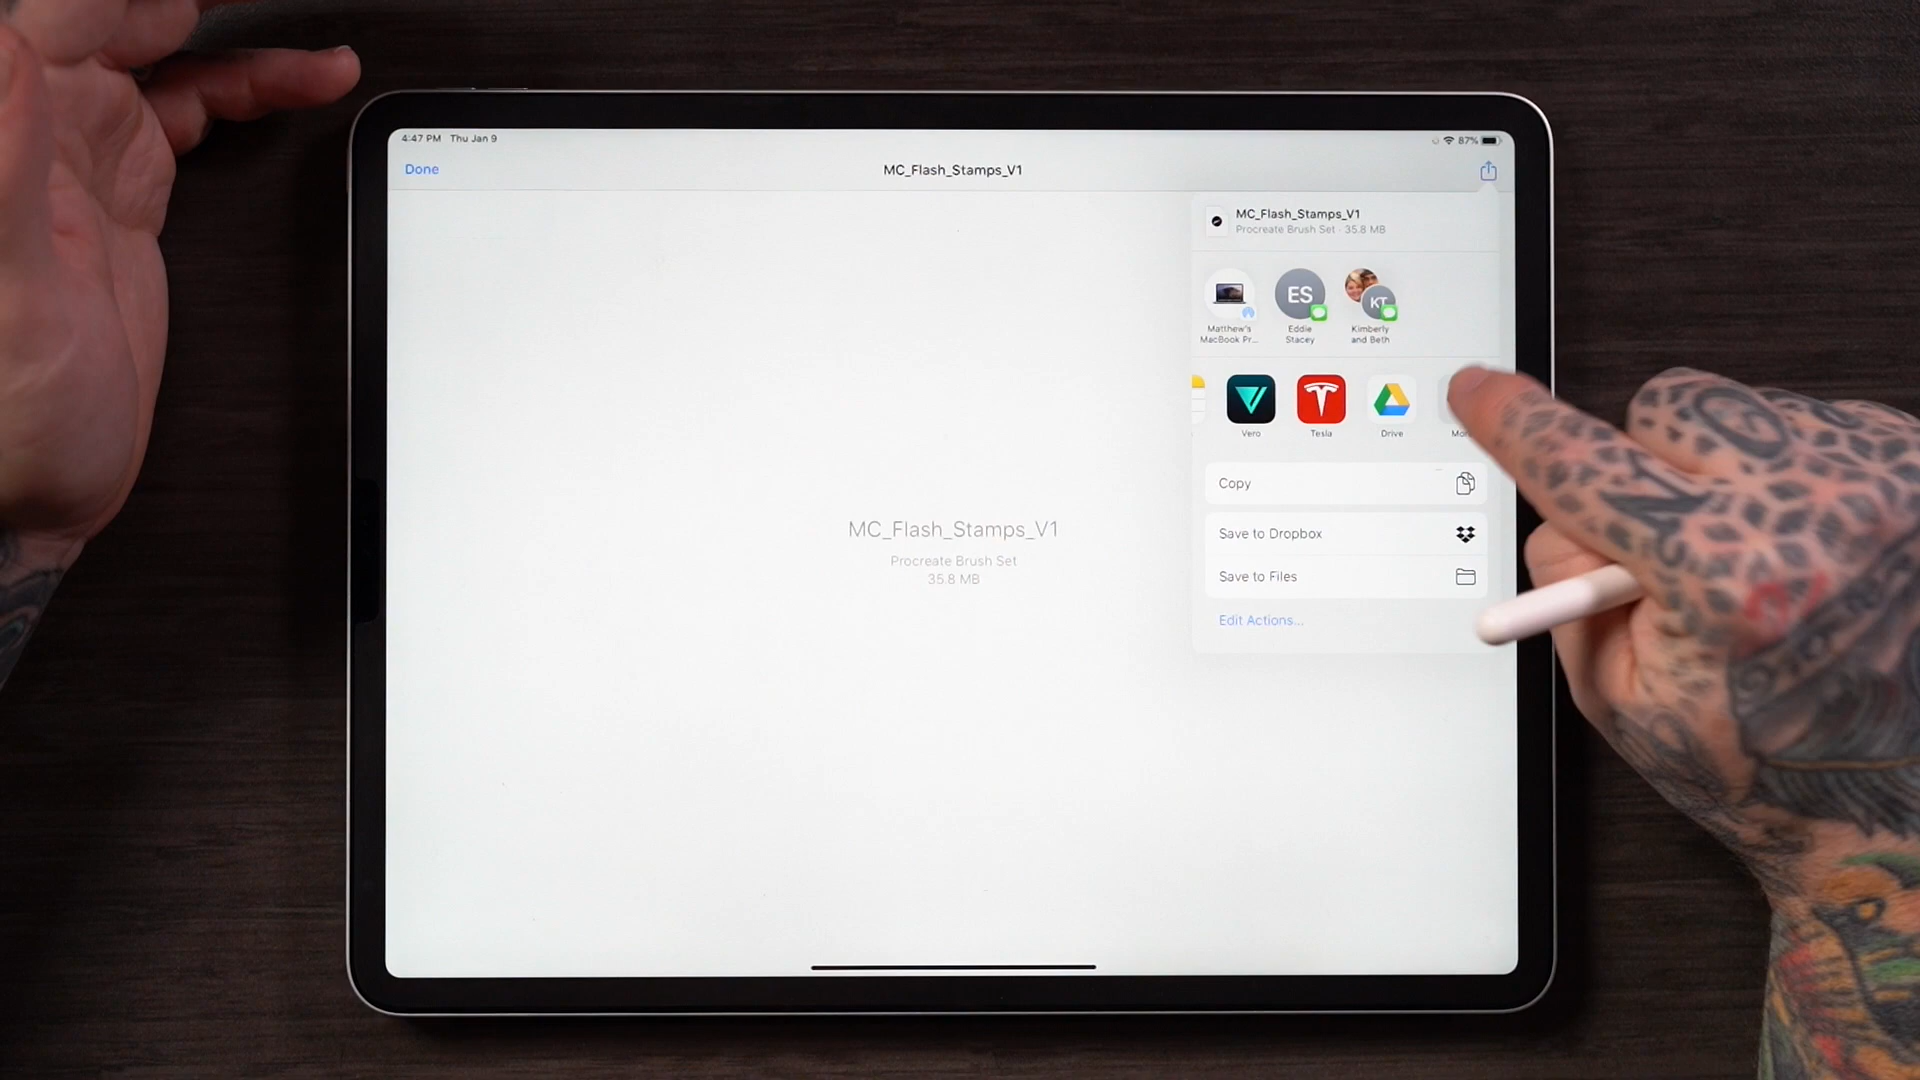 4:47 PM Thu Jan 9
87%
Done
MC_Flash_Stamps_V1
MC_Flash_Stamps_V1
Procreate Brush Set · 35.8 MB
ES
KT
Matthew's
MacBook Pr...
Eddie
Stacey
Kimberly
and Beth
Vero
Tesla
Drive
Copy
Save to Dropbox
Save to Files
Edit Actions...
MC_Flash_Stamps_V1
Procreate Brush Set
35.8 MB